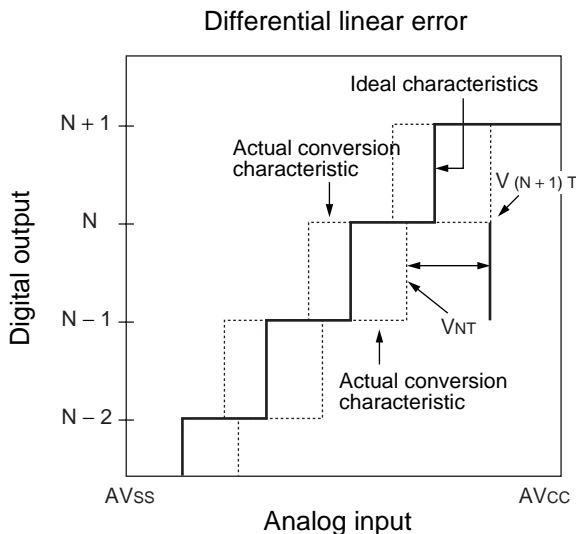 Differential linear error
Ideal characteristics
N + 1
Actual conversion
characteristic
V (N + 1) T
N
Digital output
N – 1
VNT
Actual conversion
characteristic
N – 2
AVSS
AVCC
Analog input